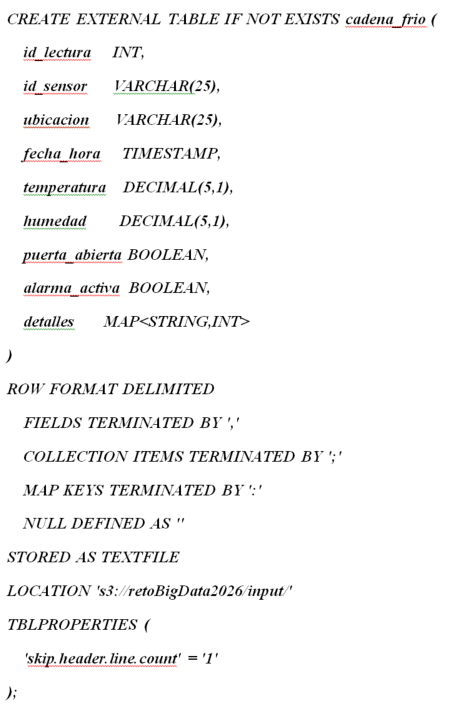 CREATE EXTERNAL TABLE IF NOT EXISTS cadena_frio (
id_lectura INT,
id_sensor VARCHAR(25),
ubicacion VARCHAR(25),
fecha_hora TIMESTAMP,
temperatura DECIMAL(5,1),
humedad DECIMAL(5,1),
puerta_abierta BOOLEAN,
alarma_activa BOOLEAN,
detalles MAP<STRING,INT>
)
ROW FORMAT DELIMITED
FIELDS TERMINATED BY ','
COLLECTION ITEMS TERMINATED BY ';'
MAP KEYS TERMINATED BY ':'
NULL DEFINED AS ''
STORED AS TEXTFILE
LOCATION 's3://retoBigData2026/input/'
TBLPROPERTIES (
'skip.header.line.count' = '1'
);